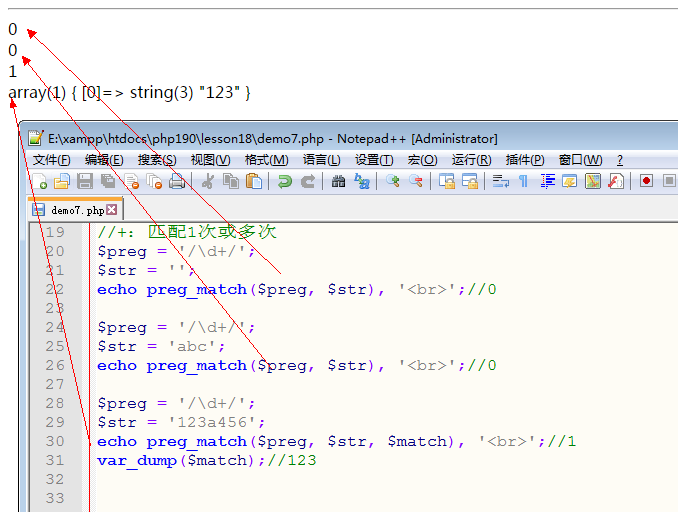 0
0
1
array(1) { [0]=> string(3) "123" }
E:\xampp\htdocs\php190\lesson18\demo7.php - Notepad++ [Administrator]
文件(F) 编辑(E) 搜索(S) 视图(V) 格式(M) 语言(L) 设置(T) 宏(O) 运行(R) 插件(P) 窗口(W) ?
demo7.php
19 //+: 匹配1次或多次
20 $preg = '/\d+/';
21 $str = '';
22 echo preg_match($preg, $str), '<br>';//0
23
24 $preg = '/\d+/';
25 $str = 'abc';
26 echo preg_match($preg, $str), '<br>';//0
27
28 $preg = '/\d+/';
29 $str = '123a456';
30 echo preg_match($preg, $str, $match), '<br>';//1
31 var_dump($match);//123
32
33